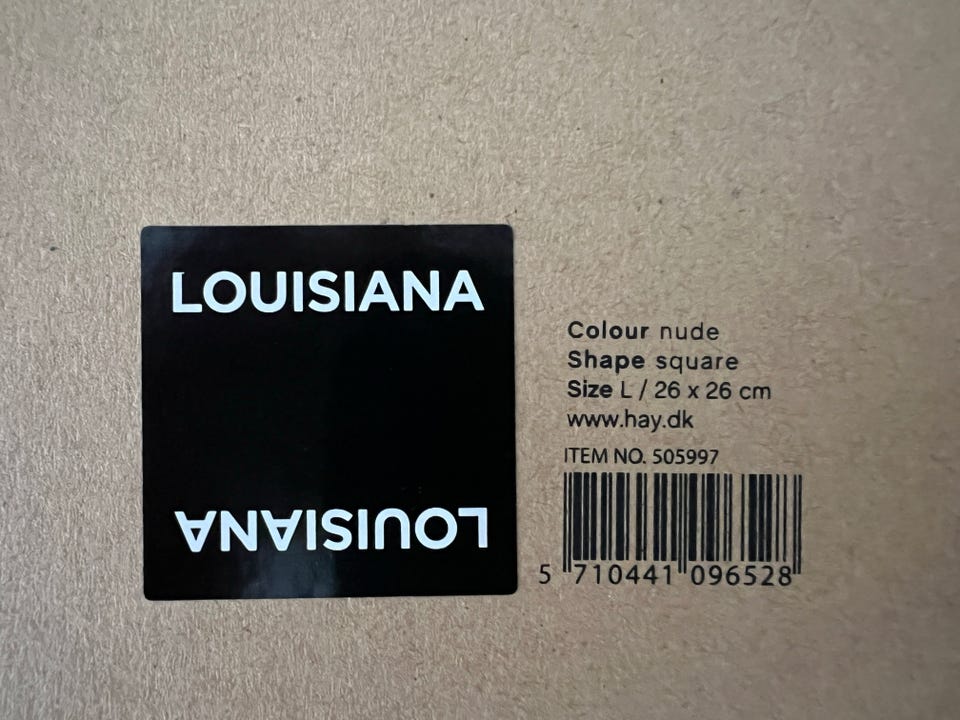 LOUISIANA
LOUISIANA
Colour nude
Shape square
Size L / 26 x 26 cm
www.hay.dk
ITEM NO. 505997
5 710441 096528